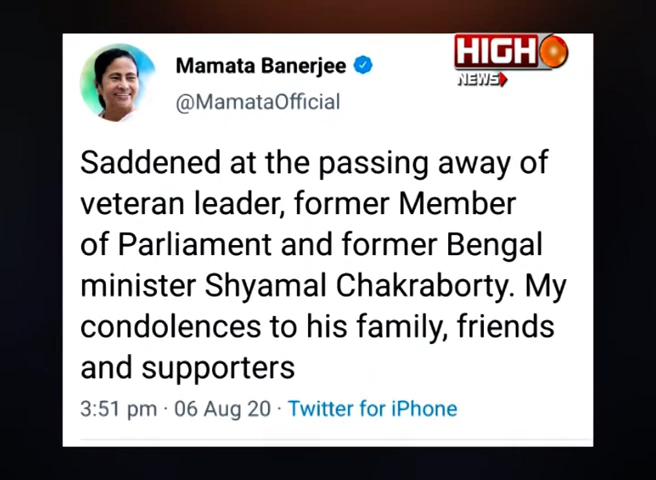 Mamata Banerjee
@MamataOfficial
HIGH
NEWS
Saddened at the passing away of
veteran leader, former Member
of Parliament and former Bengal
minister Shyamal Chakraborty. My
condolences to his family, friends
and supporters
3:51 pm · 06 Aug 20 · Twitter for iPhone